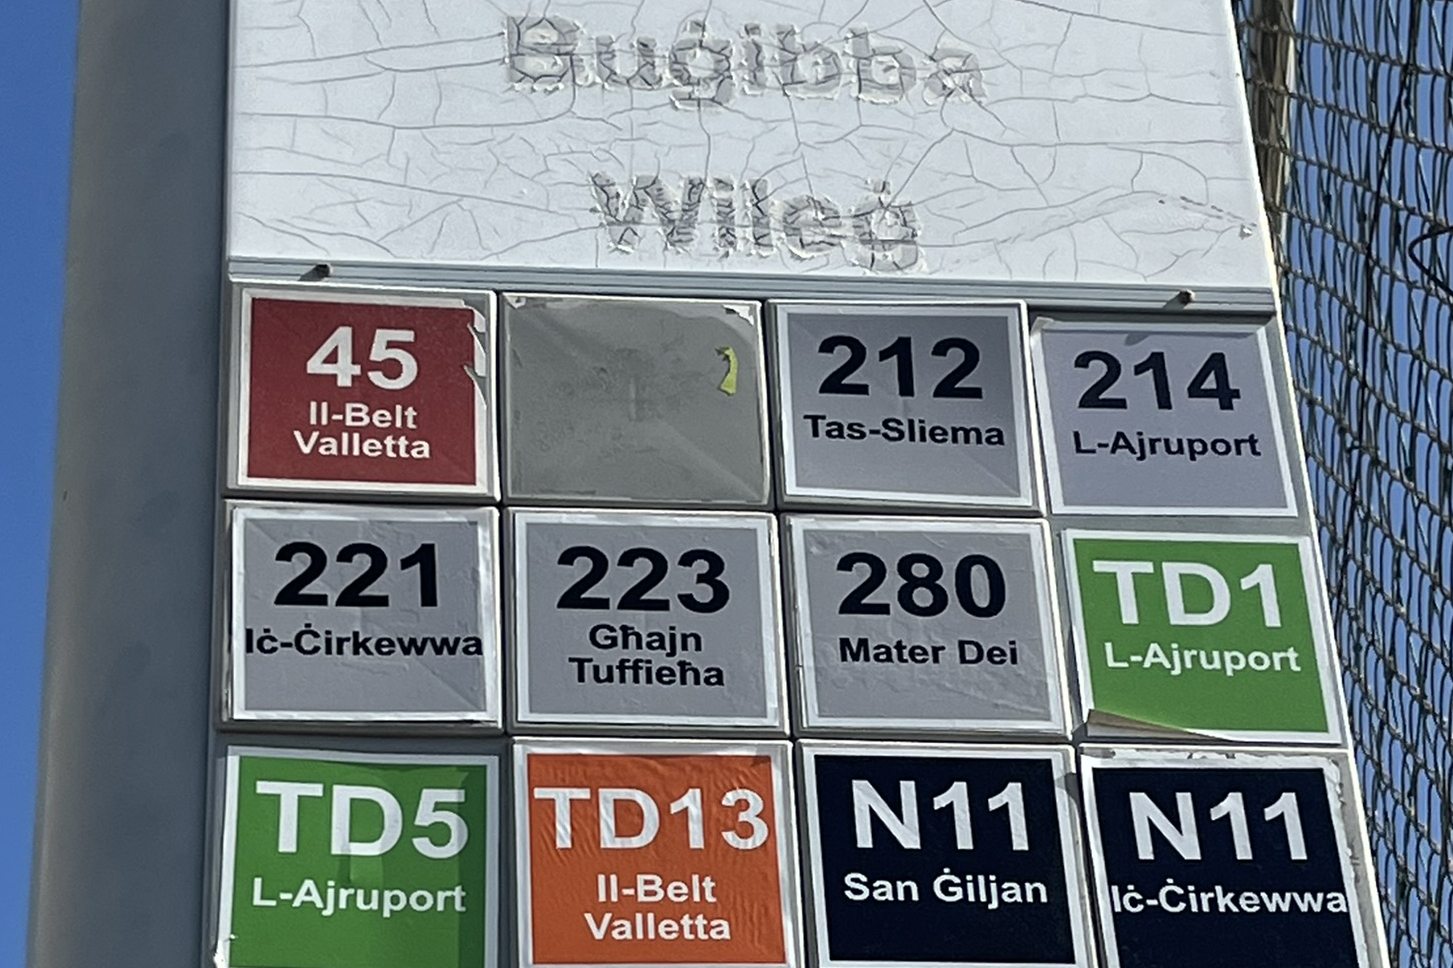 Buġibba
Wileġ
45
Il-Belt
Valletta
212
Tas-Sliema
214
L-Ajruport
221
Iċ-Ċirkewwa
223
Għajn
Tuffieħa
280
Mater Dei
TD1
L-Ajruport
TD5
L-Ajruport
TD13
Il-Belt
Valletta
N11
San Ġiljan
N11
Iċ-Ċirkewwa